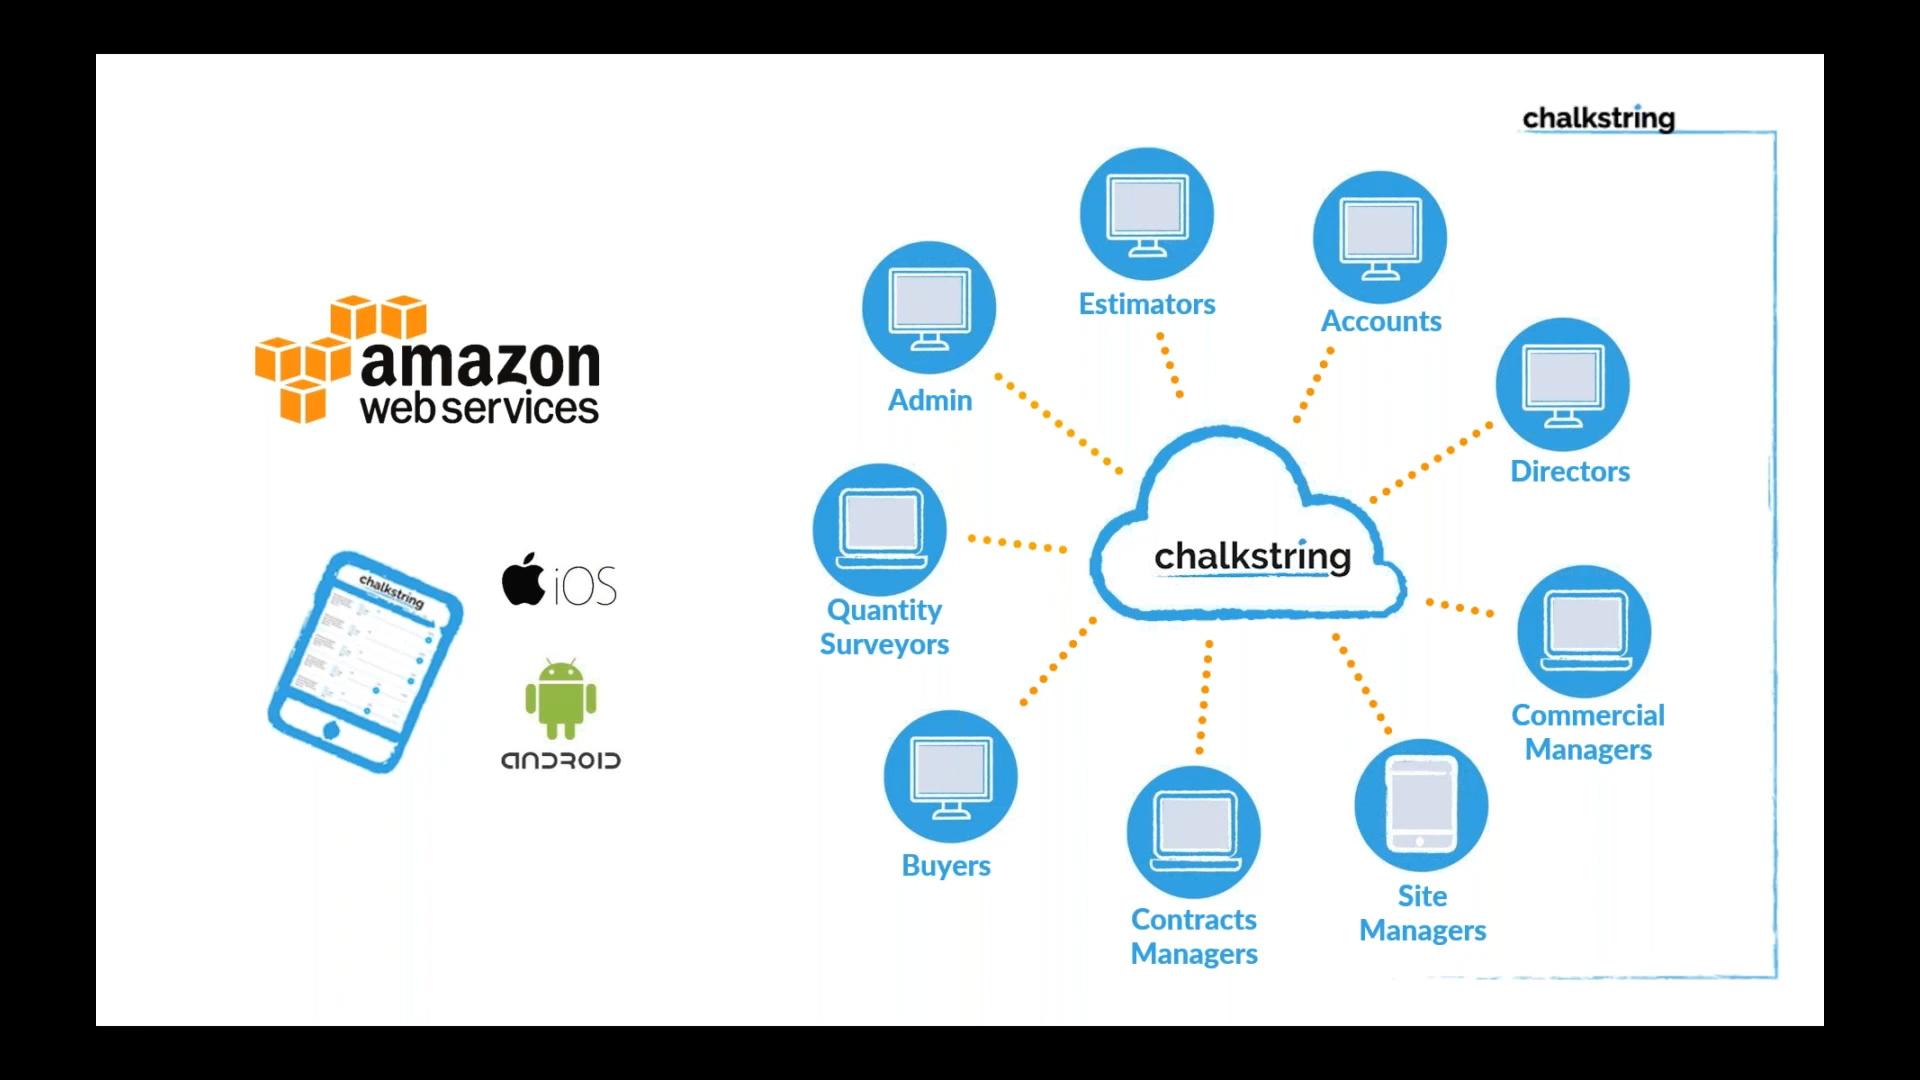 chalkstring
amazon
web services
chalkstring
iOS
ANDROID
Estimators
Accounts
Admin
Directors
chalkstring
Quantity
Surveyors
Commercial
Managers
Buyers
Contracts
Managers
Site
Managers